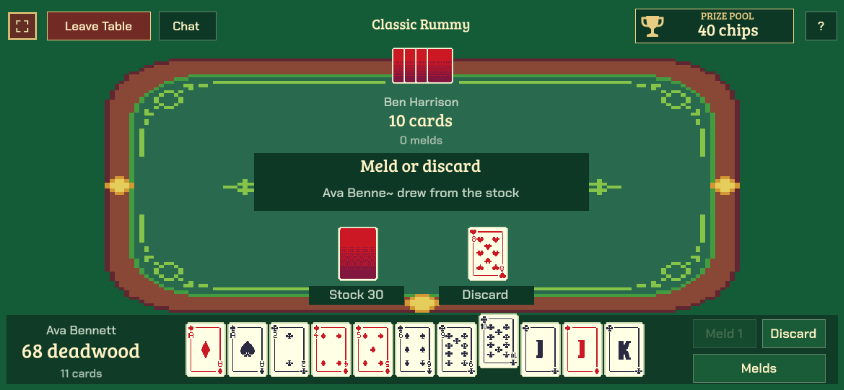 Leave Table
Chat
Classic Rummy
PRIZE POOL
40 chips
?
Ben Harrison
10 cards
0 melds
Meld or discard
Ava Benne~ drew from the stock
Stock 30
Discard
Ava Bennett
68 deadwood
11 cards
J
J
K
Meld 1
Discard
Melds